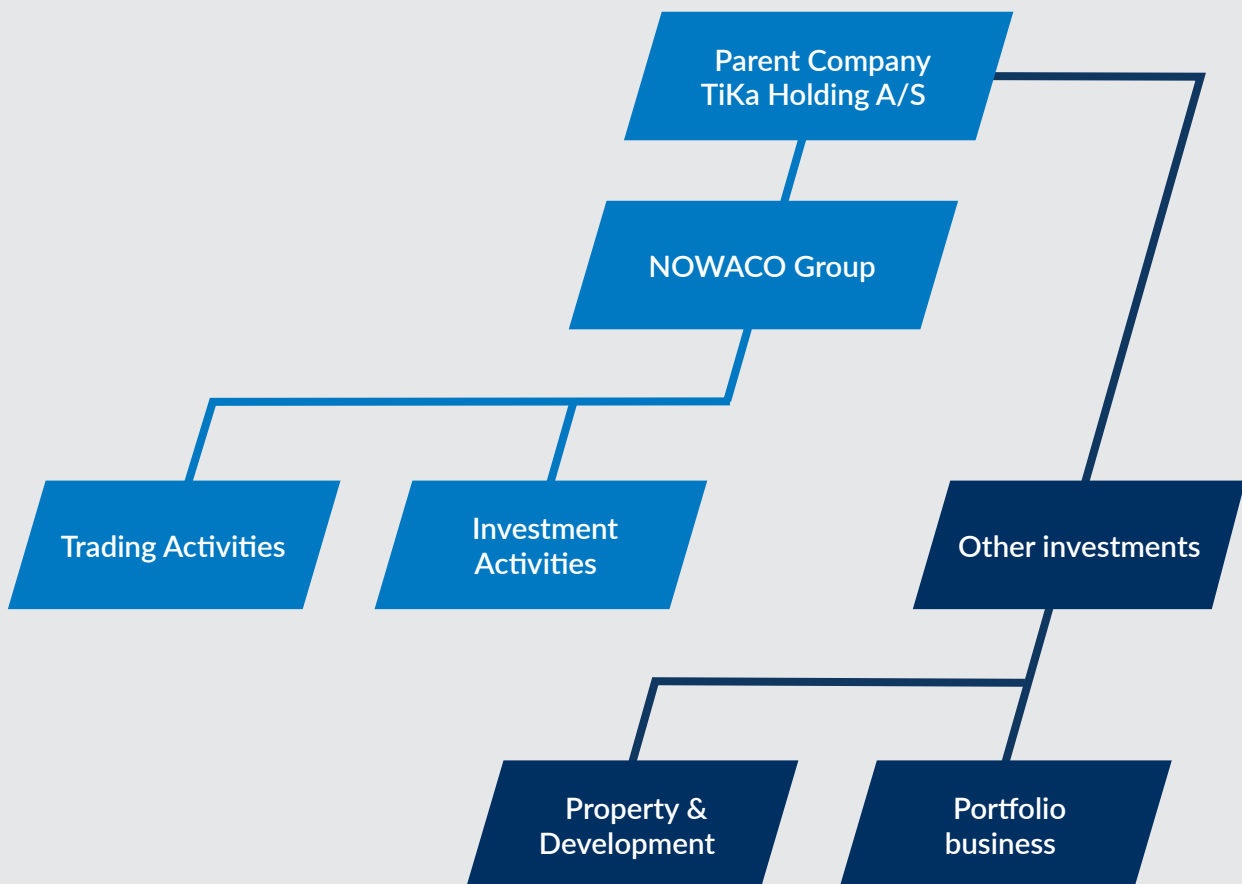 Parent Company
TiKa Holding A/S
NOWACO Group
Trading Activities
Investment
Activities
Other investments
Property &
Development
Portfolio
business